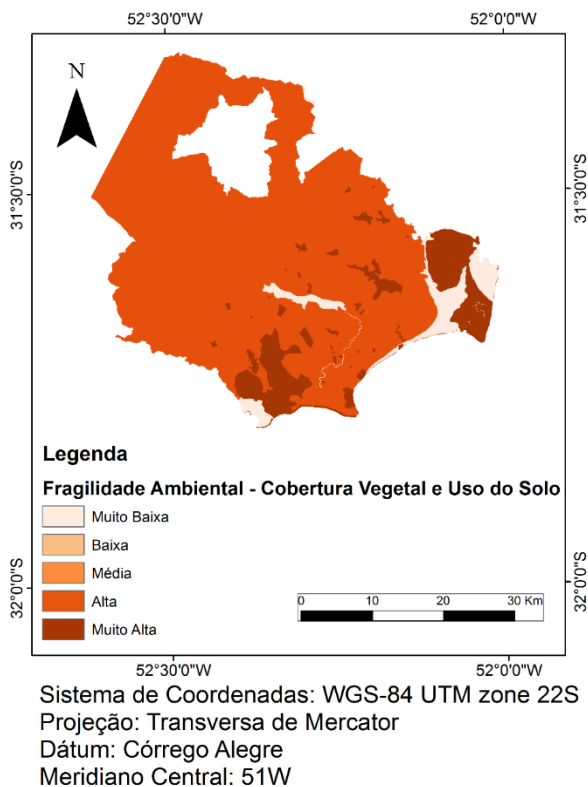 52°30'0"W 52°0'0"W
N
31°30'0"S 31°30'0"S
Legenda
Fragilidade Ambiental - Cobertura Vegetal e Uso do Solo
Muito Baixa
Baixa
Média
Alta
Muito Alta
0 10 20 30 Km
32°0'0"S 32°0'0"S
52°30'0"W 52°0'0"W
Sistema de Coordenadas: WGS-84 UTM zone 22S
Projeção: Transversa de Mercator
Dátum: Córrego Alegre
Meridiano Central: 51W